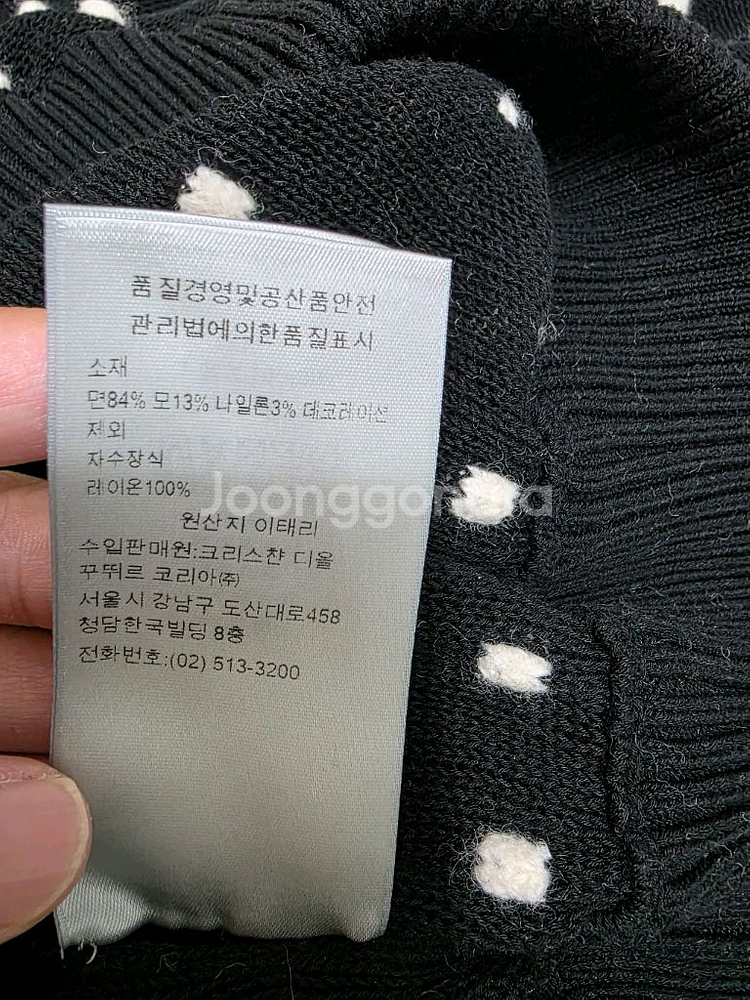 품질경영및공산품안전
관리법에의한품질표시
소재
면84% 모13% 나일론3% 데코레이션
제외
자수장식
레이온100%
원산지 이태리
수입판매원:크리스챤 디올
꾸뛰르 코리아㈜
서울시 강남구 도산대로458
청담한국빌딩 8층
전화번호:(02) 513-3200
Joonggonara